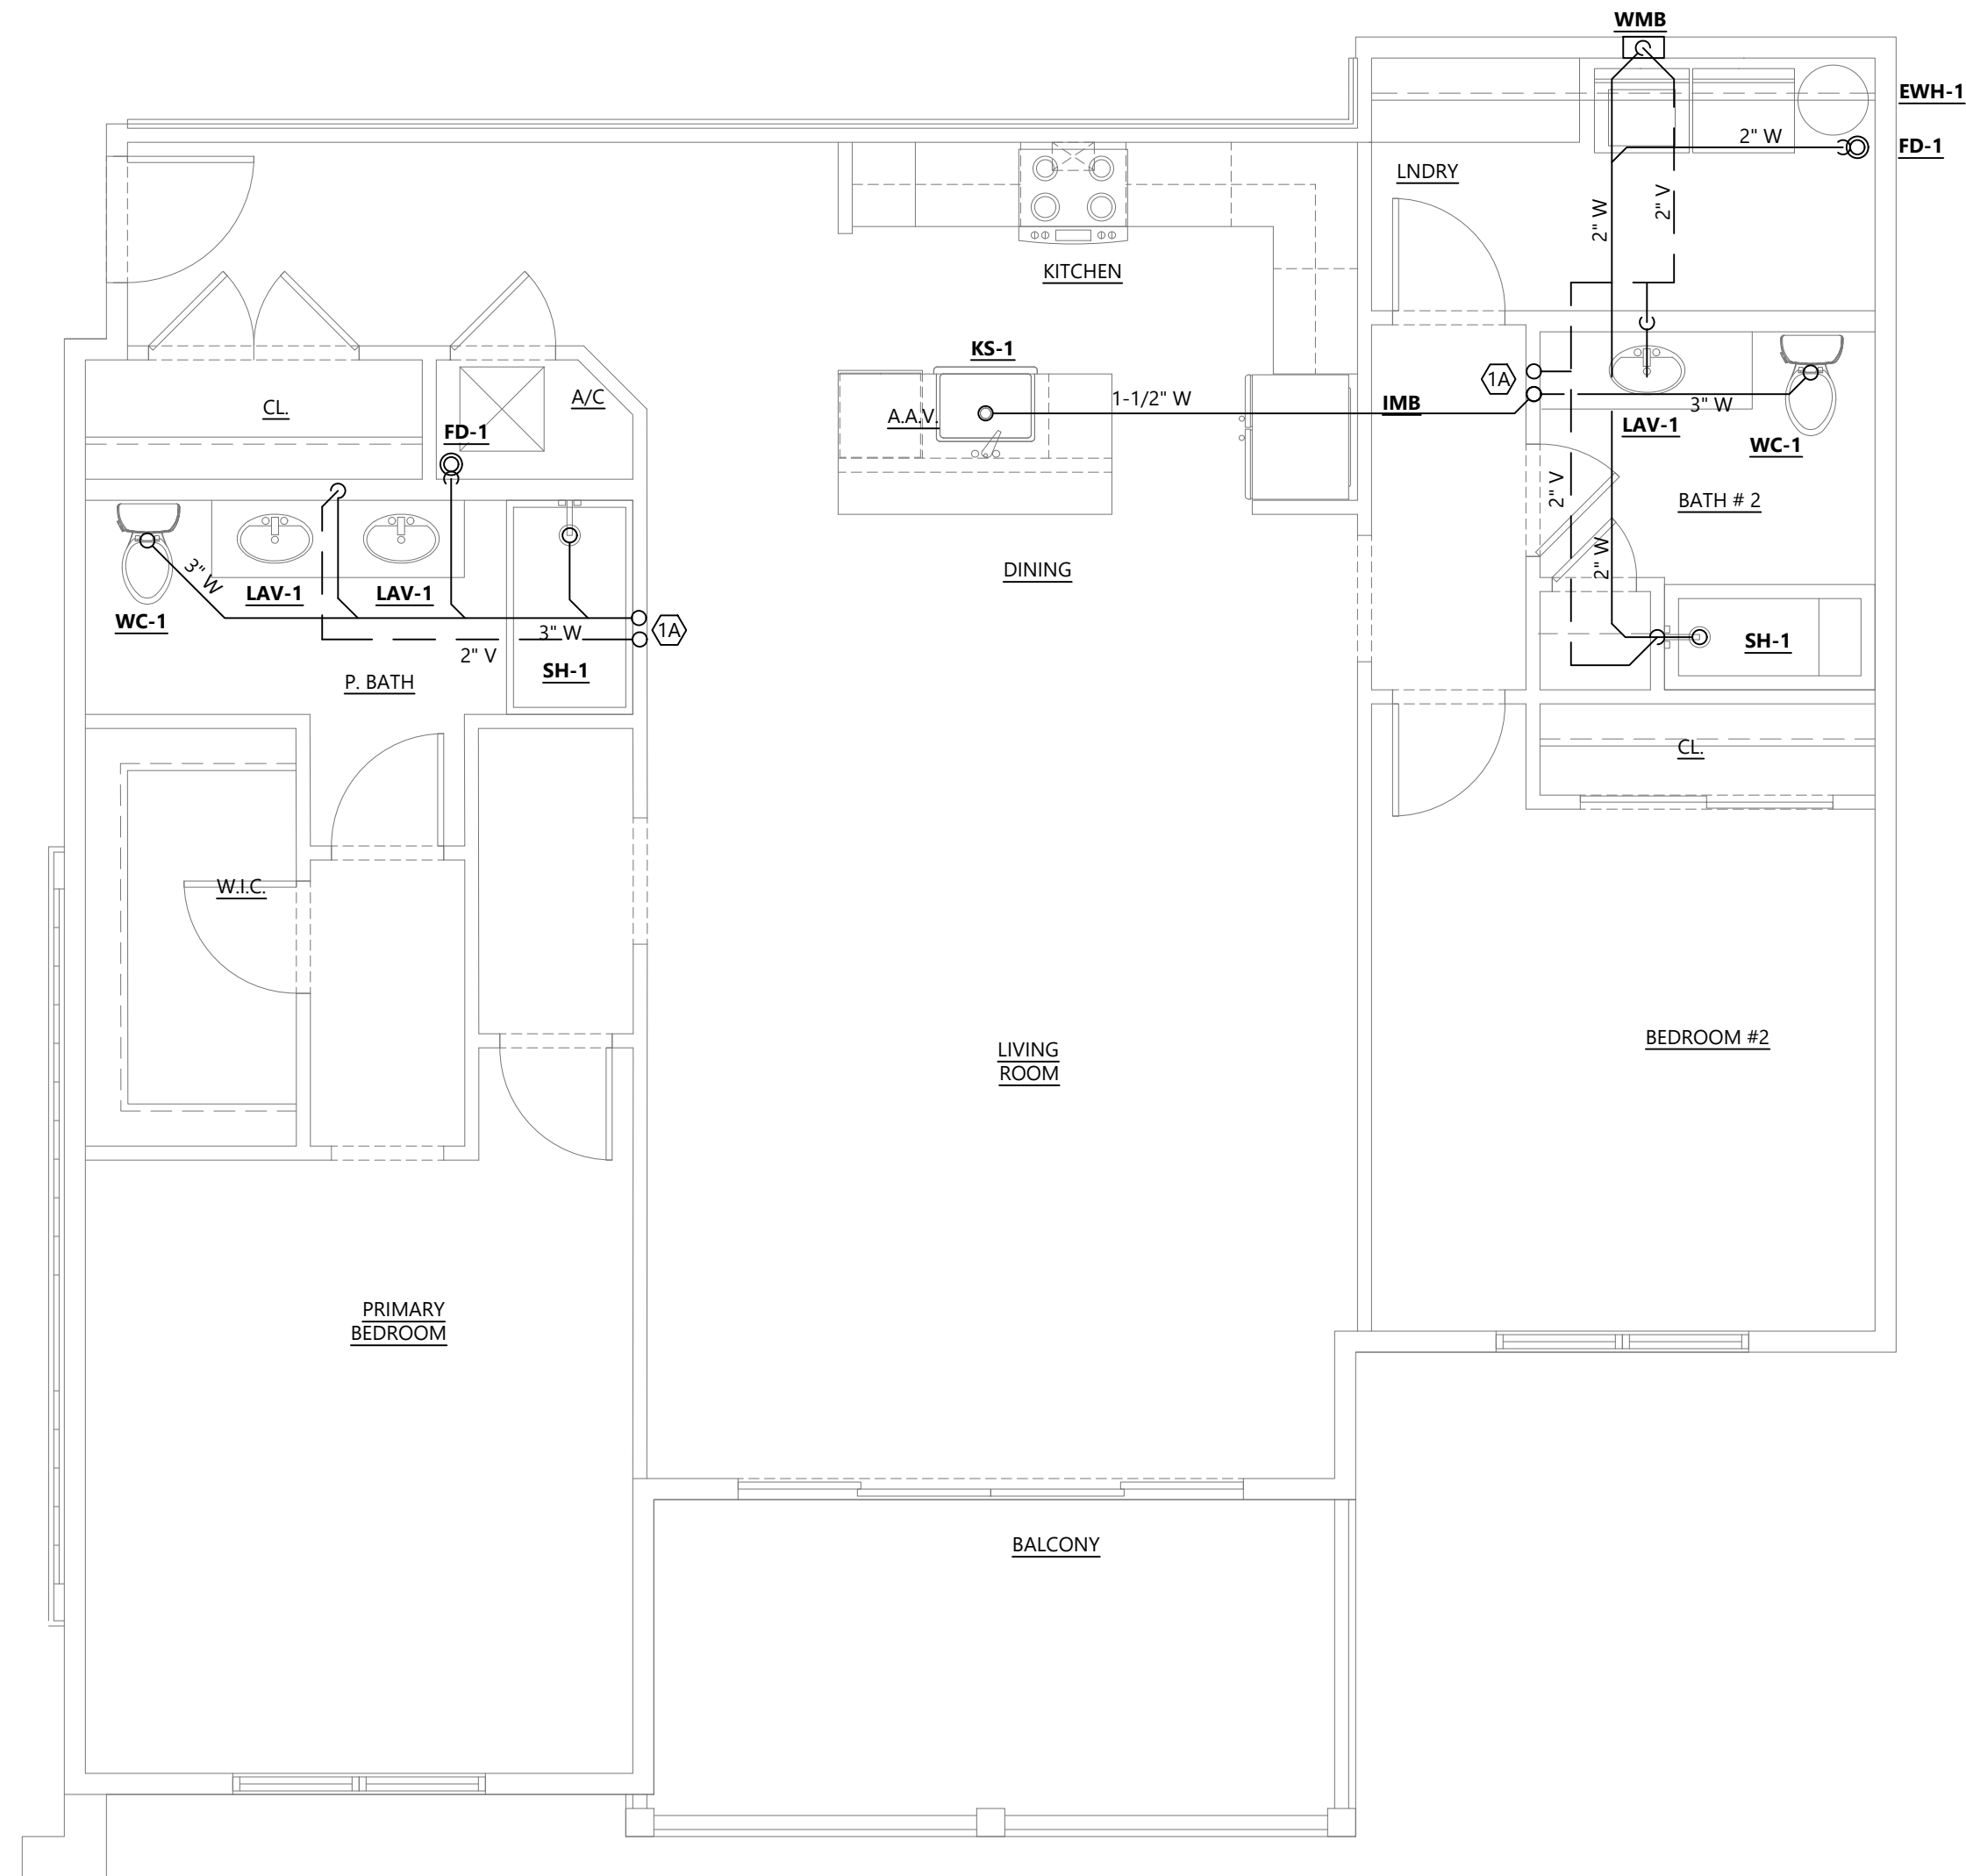 WMB
EWH-1
2" W
FD-1
LNDRY
2" V
2" W
KITCHEN
KS-1
1A
A/C
1-1/2" W
IMB
3" W
CL.
A.A.V.
LAV-1
FD-1
WC-1
2" V
BATH # 2
2" W
DINING
3" W
LAV-1
LAV-1
WC-1
1A
3" W
SH-1
2" V
SH-1
P. BATH
CL.
W.I.C.
BEDROOM #2
LIVING
ROOM
PRIMARY
BEDROOM
BALCONY